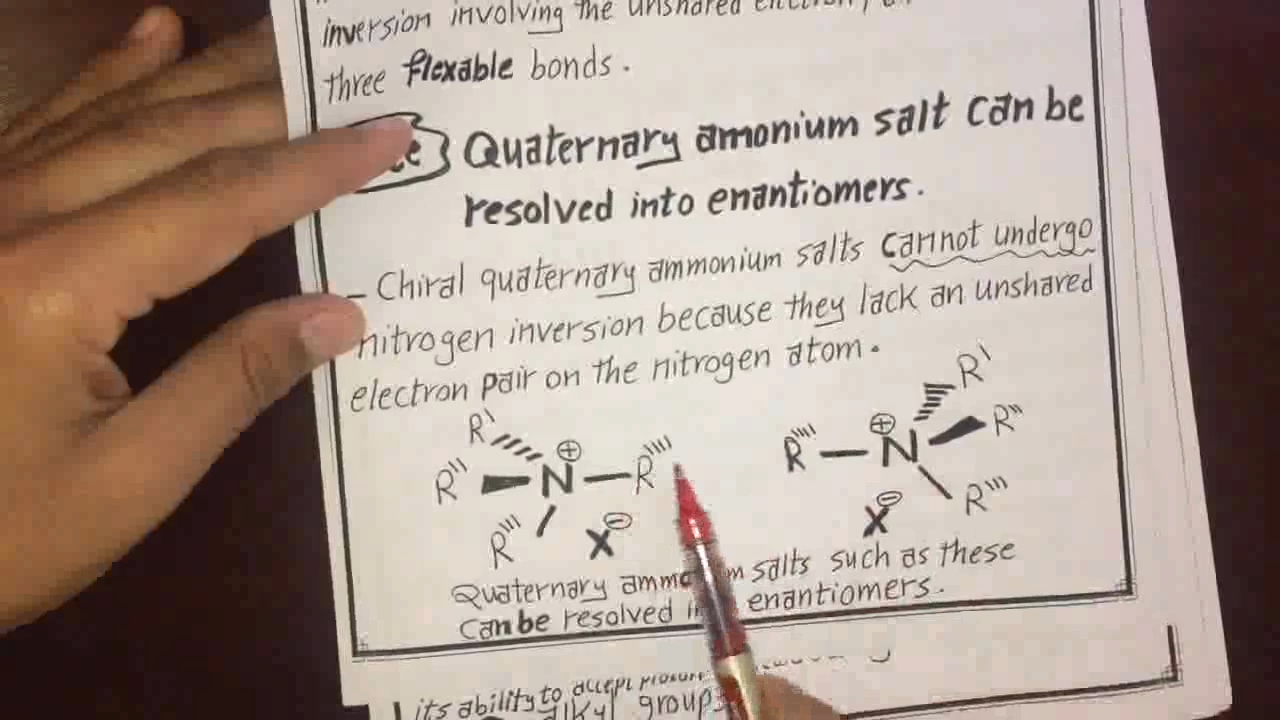 inversion involving the unshared
three flexable bonds.
Quaternary amonium salt can be
resolved into enantiomers.
- Chiral quaternary ammonium salts cannot undergo
nitrogen inversion because they lack an unshared
electron pair on the nitrogen atom.
R' R'' R''' N⊕ R'''' X⊖
R'''' N⊕ R' R'' R''' X⊖
Quaternary salts such as these
can be resolved enantiomers.
its ability to accept
alkyl groups